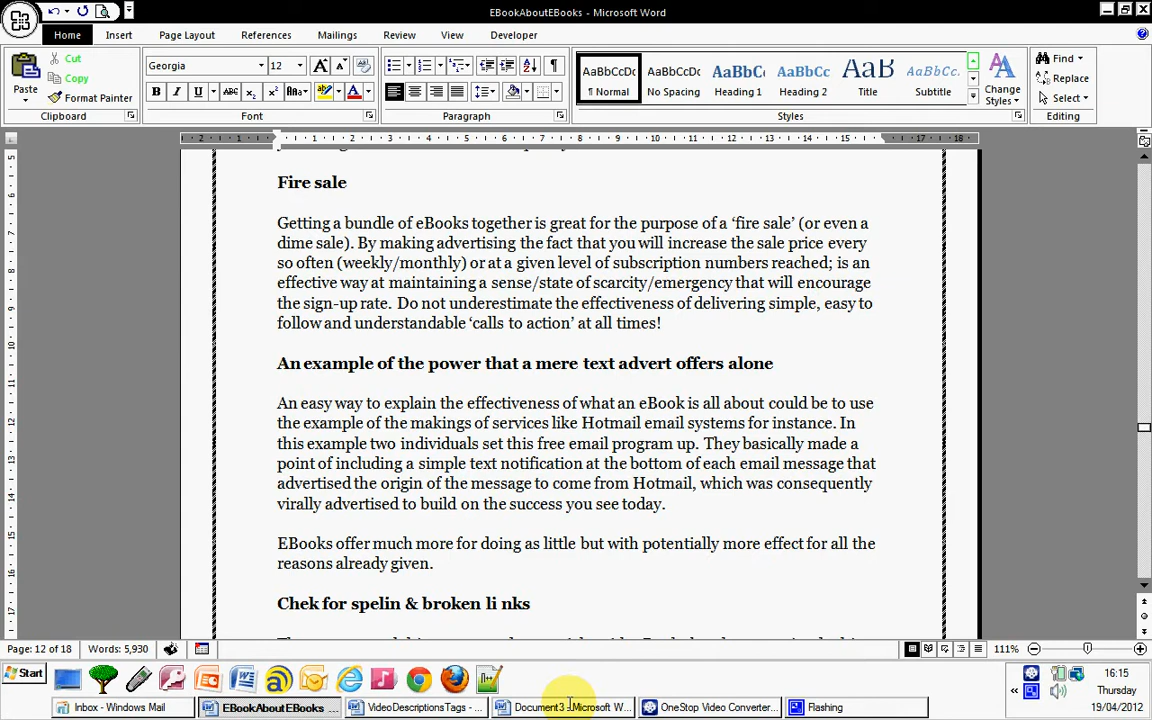 EBookAboutEBooks - Microsoft Word
Home Insert Page Layout References Mailings Review View Developer
Paste
Cut
Copy
Format Painter
Georgia 12
Clipboard Font Paragraph Styles Editing
AaBbCcDc AaBbCcDc AaBbC AaBbCc AaB AaBbCc
¶ Normal No Spacing Heading 1 Heading 2 Title Subtitle
Change Styles
Find
Replace
Select
Fire sale
Getting a bundle of eBooks together is great for the purpose of a ‘fire sale’ (or even a
dime sale). By making advertising the fact that you will increase the sale price every
so often (weekly/monthly) or at a given level of subscription numbers reached; is an
effective way at maintaining a sense/state of scarcity/emergency that will encourage
the sign-up rate. Do not underestimate the effectiveness of delivering simple, easy to
follow and understandable ‘calls to action’ at all times!
An example of the power that a mere text advert offers alone
An easy way to explain the effectiveness of what an eBook is all about could be to use
the example of the makings of services like Hotmail email systems for instance. In
this example two individuals set this free email program up. They basically made a
point of including a simple text notification at the bottom of each email message that
advertised the origin of the message to come from Hotmail, which was consequently
virally advertised to build on the success you see today.
EBooks offer much more for doing as little but with potentially more effect for all the
reasons already given.
Chek for spelin & broken li nks
Page: 12 of 18 Words: 5,930 111%
Start
16:15
Thursday
19/04/2012
Inbox - Windows Mail EBookAboutEBooks ... VideoDescriptionsTags - ... Document3 - Microsoft W... OneStop Video Converter... Flashing